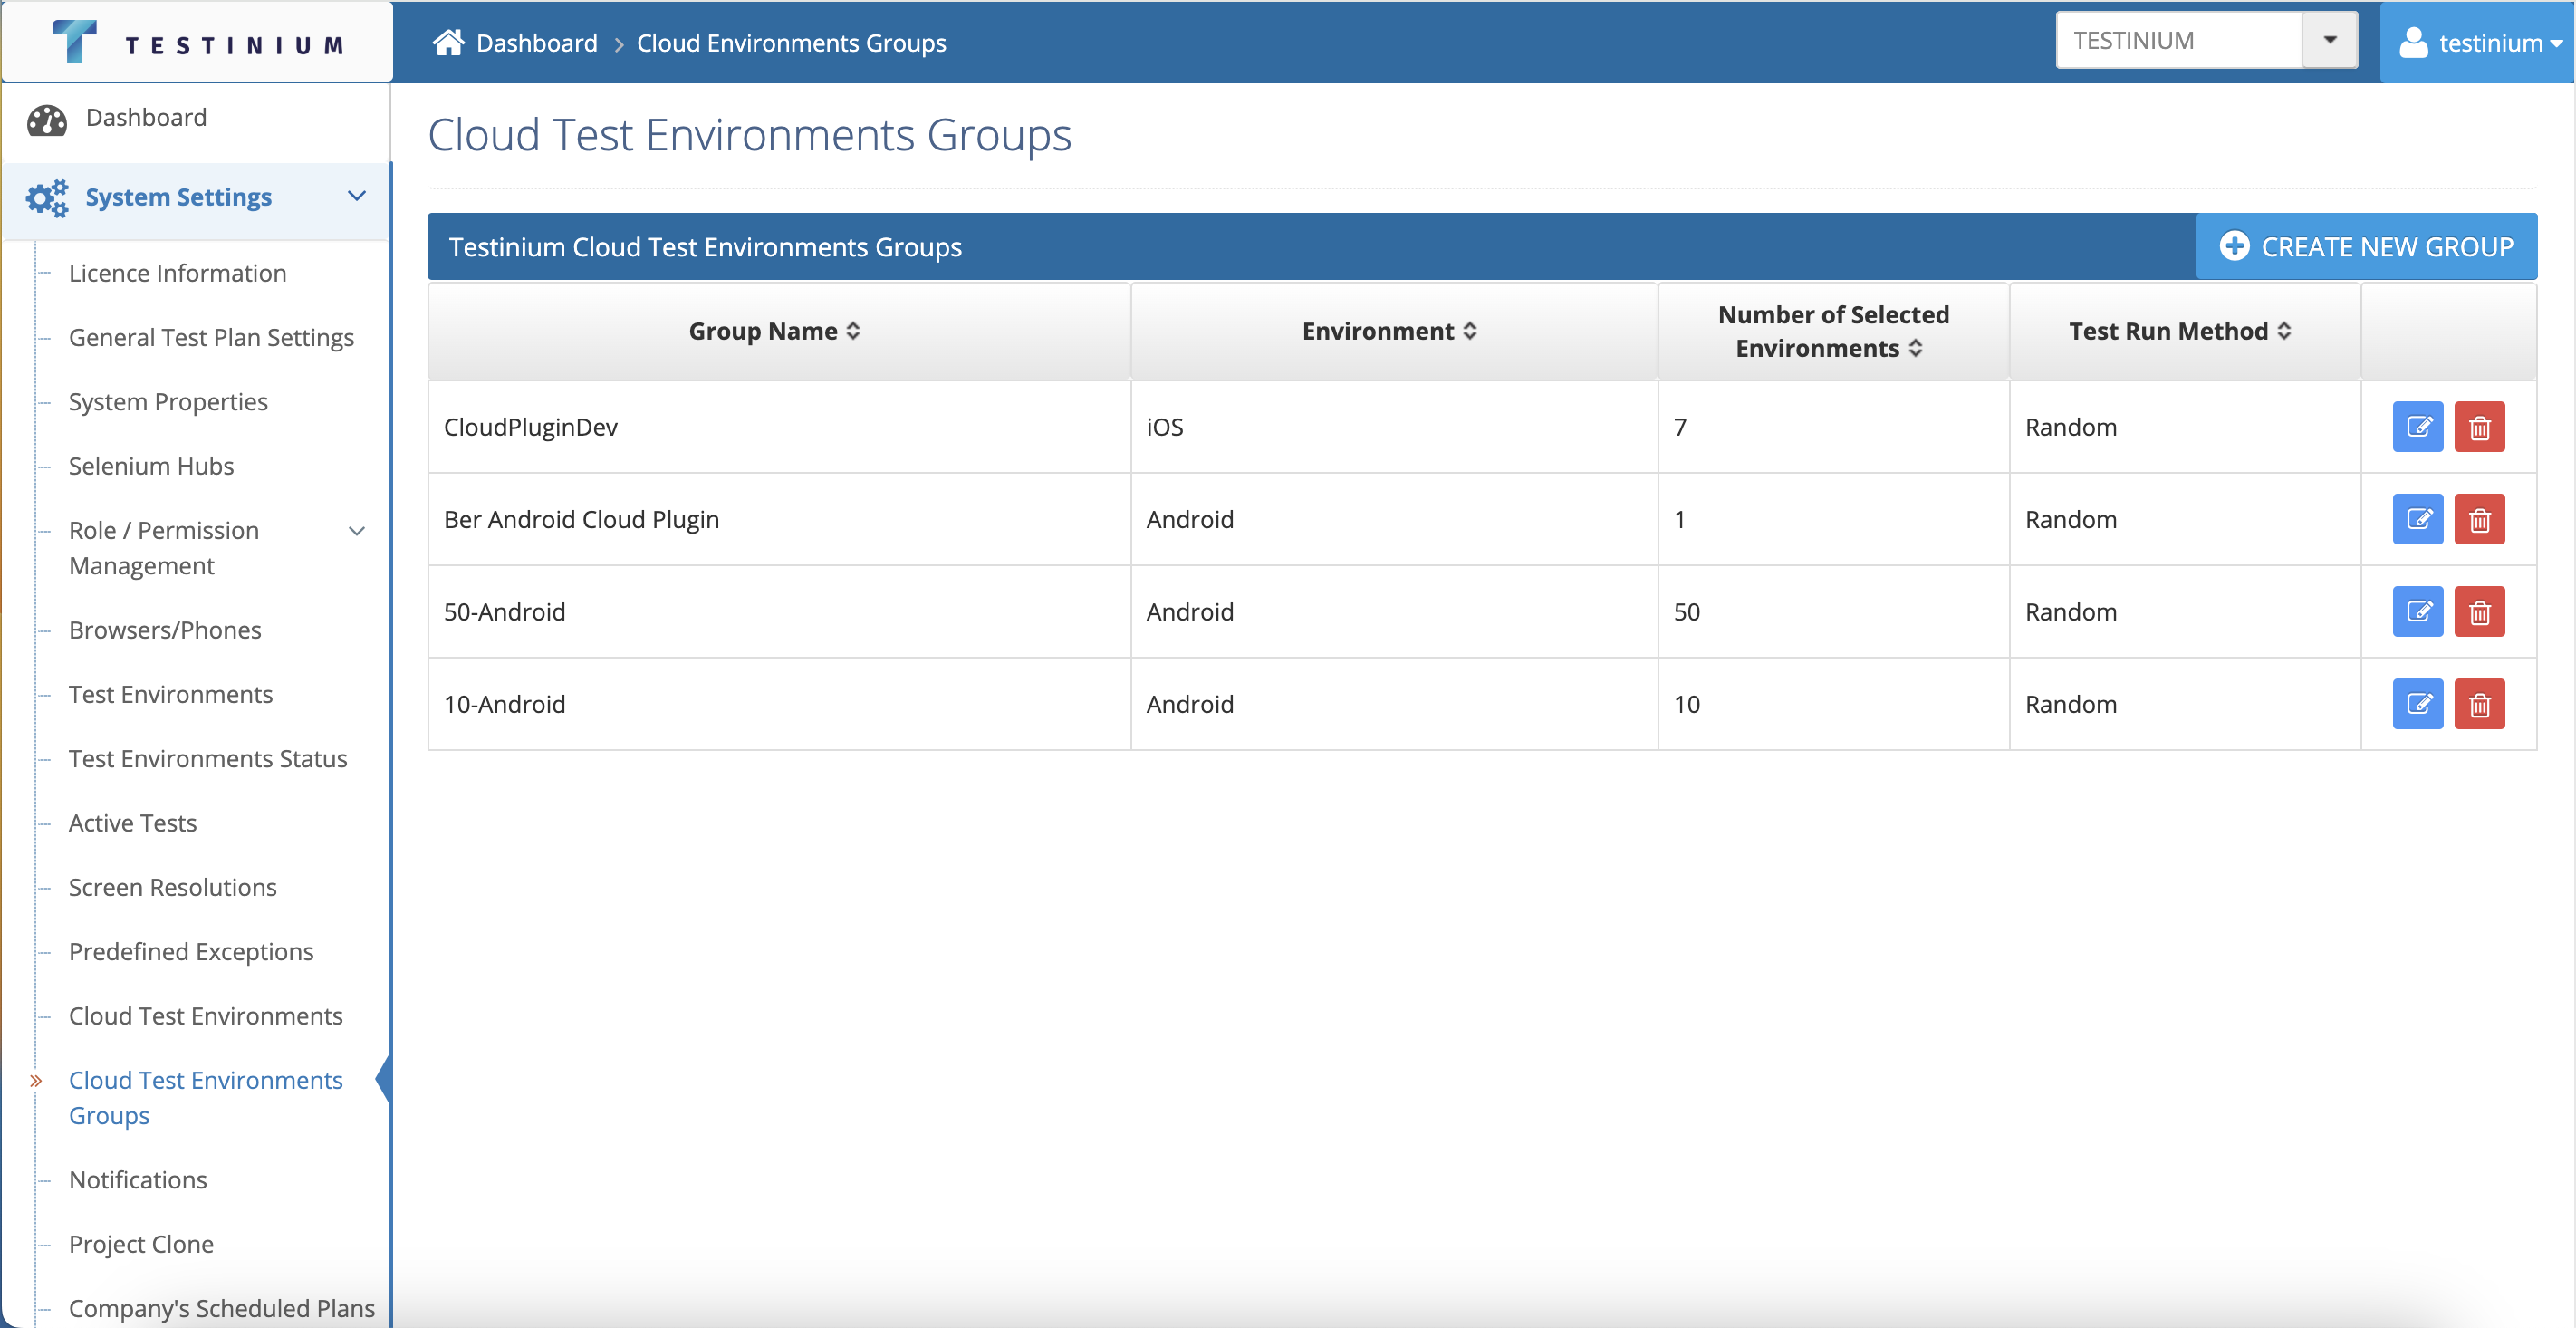 TESTINIUM
Dashboard
Cloud Environments Groups
TESTINIUM
testinium
Dashboard
System Settings
Licence Information
General Test Plan Settings
System Properties
Selenium Hubs
Role / Permission
Management
Browsers/Phones
Test Environments
Test Environments Status
Active Tests
Screen Resolutions
Predefined Exceptions
Cloud Test Environments
Cloud Test Environments
Groups
Notifications
Project Clone
Company's Scheduled Plans
Cloud Test Environments Groups
Testinium Cloud Test Environments Groups
CREATE NEW GROUP
Group Name
Environment
Number of Selected
Environments
Test Run Method
CloudPluginDev iOS 7 Random
Ber Android Cloud Plugin Android 1 Random
50-Android Android 50 Random
10-Android Android 10 Random